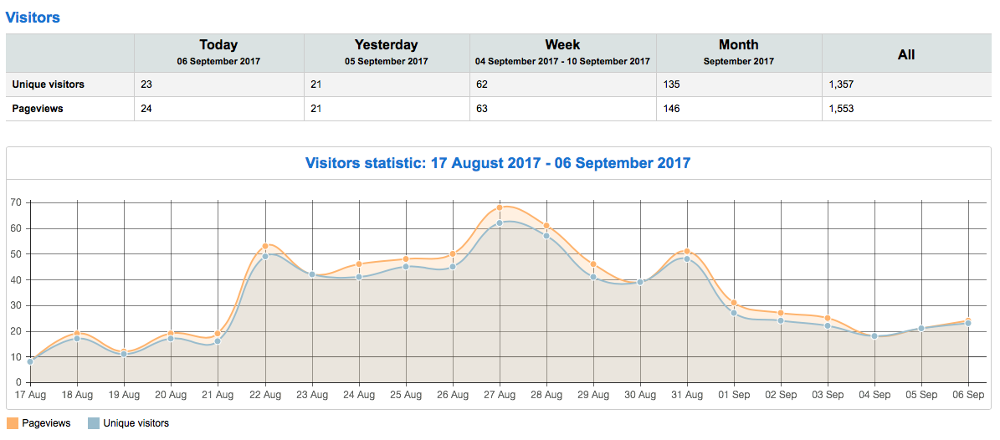 Visitors
Today Yesterday Week Month All
06 September 2017 05 September 2017 04 September 2017 - 10 September 2017 September 2017
Unique visitors 23 21 62 135 1,357
Pageviews 24 21 63 146 1,553
Visitors statistic: 17 August 2017 - 06 September 2017
70
60
50
40
30
20
10
0
17 Aug 18 Aug 19 Aug 20 Aug 21 Aug 22 Aug 23 Aug 24 Aug 25 Aug 26 Aug 27 Aug 28 Aug 29 Aug 30 Aug 31 Aug 01 Sep 02 Sep 03 Sep 04 Sep 05 Sep 06 Sep
Pageviews Unique visitors